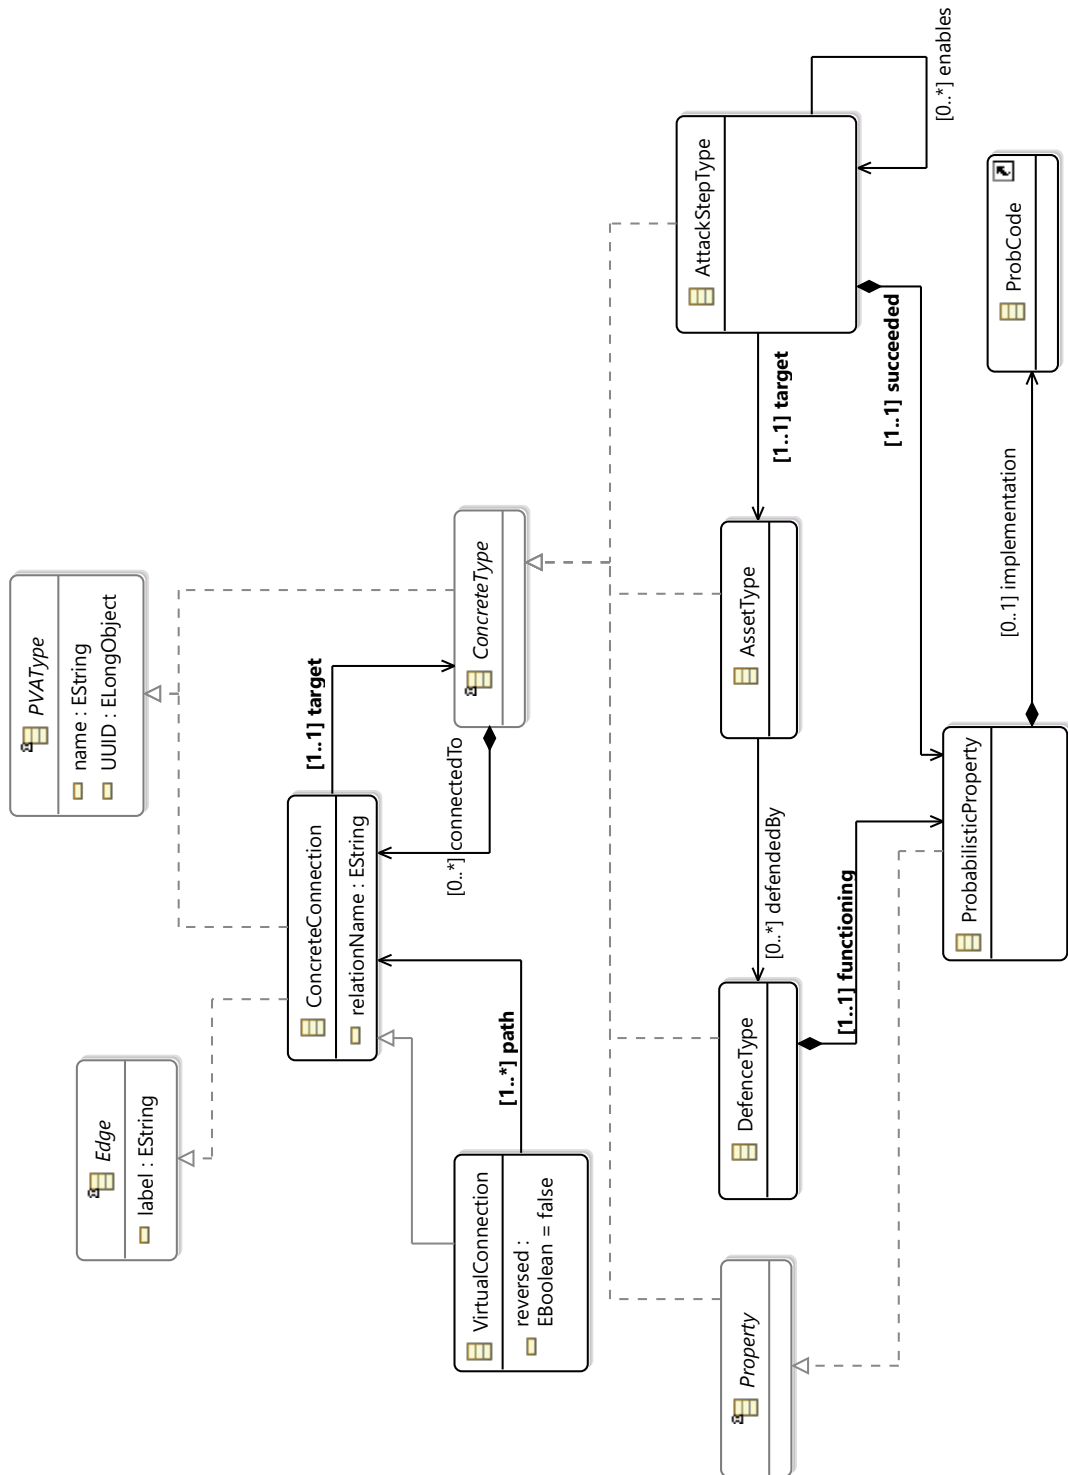 Edge
label : EString
PVAType
name : EString
UUID : ELongObject
ConcreteConnection
relationName : EString
[1..1] target
[0..*] connectedTo
VirtualConnection
reversed :
EBoolean = false
[1..*] path
ConcreteType
Property
DefenceType
[0..*] defendedBy
AssetType
[1..1] target
AttackStepType
[0..*] enables
[1..1] functioning
[1..1] succeeded
ProbabilisticProperty
[0..1] implementation
ProbCode